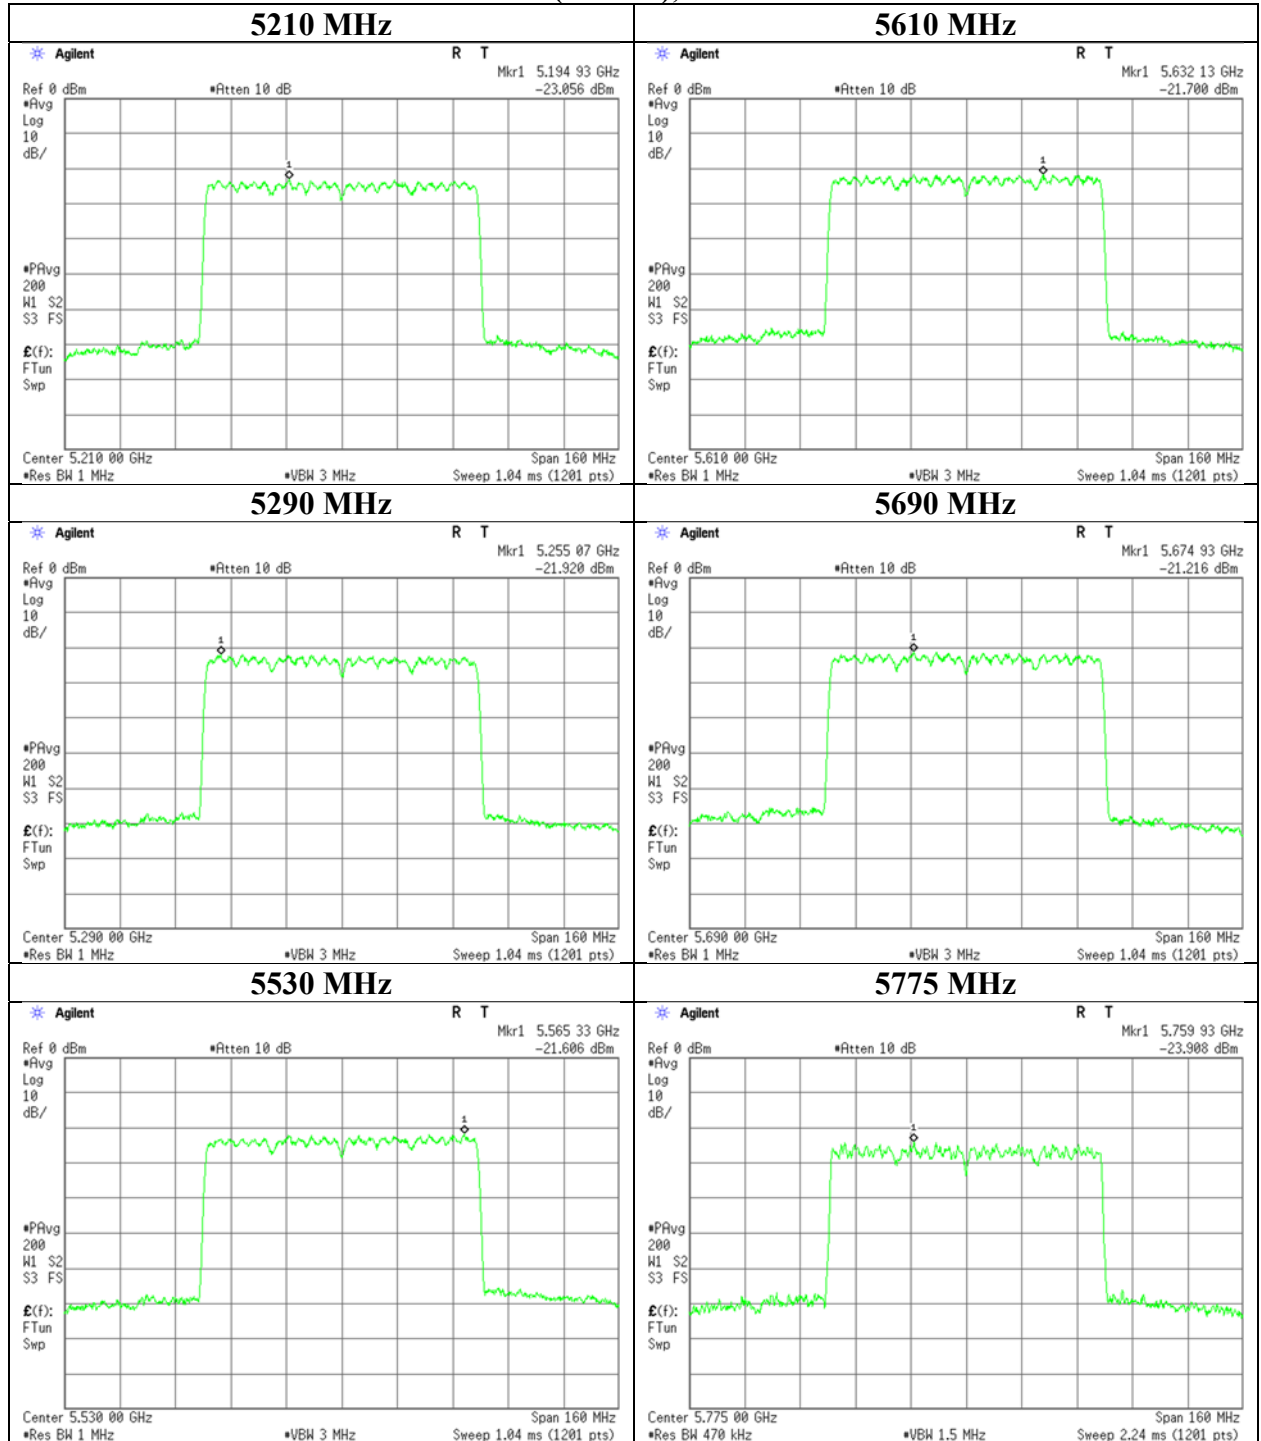 5210 MHz
Agilent R T
Mkr1 5.194 93 GHz
Ref 0 dBm #Atten 10 dB -23.056 dBm
#Avg
Log
10
dB/
1
#PAvg
200
W1 S2
S3 FS
£(f):
FTun
Swp
Center 5.210 00 GHz Span 160 MHz
#Res BW 1 MHz #VBW 3 MHz Sweep 1.04 ms (1201 pts)
5610 MHz
Agilent R T
Mkr1 5.632 13 GHz
Ref 0 dBm #Atten 10 dB -21.700 dBm
#Avg
Log
10
dB/
1
#PAvg
200
W1 S2
S3 FS
£(f):
FTun
Swp
Center 5.610 00 GHz Span 160 MHz
#Res BW 1 MHz #VBW 3 MHz Sweep 1.04 ms (1201 pts)
5290 MHz
Agilent R T
Mkr1 5.255 07 GHz
Ref 0 dBm #Atten 10 dB -21.920 dBm
#Avg
Log
10
dB/
1
#PAvg
200
W1 S2
S3 FS
£(f):
FTun
Swp
Center 5.290 00 GHz Span 160 MHz
#Res BW 1 MHz #VBW 3 MHz Sweep 1.04 ms (1201 pts)
5690 MHz
Agilent R T
Mkr1 5.674 93 GHz
Ref 0 dBm #Atten 10 dB -21.216 dBm
#Avg
Log
10
dB/
1
#PAvg
200
W1 S2
S3 FS
£(f):
FTun
Swp
Center 5.690 00 GHz Span 160 MHz
#Res BW 1 MHz #VBW 3 MHz Sweep 1.04 ms (1201 pts)
5530 MHz
Agilent R T
Mkr1 5.565 33 GHz
Ref 0 dBm #Atten 10 dB -21.606 dBm
#Avg
Log
10
dB/
1
#PAvg
200
W1 S2
S3 FS
£(f):
FTun
Swp
Center 5.530 00 GHz Span 160 MHz
#Res BW 1 MHz #VBW 3 MHz Sweep 1.04 ms (1201 pts)
5775 MHz
Agilent R T
Mkr1 5.759 93 GHz
Ref 0 dBm #Atten 10 dB -23.908 dBm
#Avg
Log
10
dB/
1
#PAvg
200
W1 S2
S3 FS
£(f):
FTun
Swp
Center 5.775 00 GHz Span 160 MHz
#Res BW 470 kHz #VBW 1.5 MHz Sweep 2.24 ms (1201 pts)